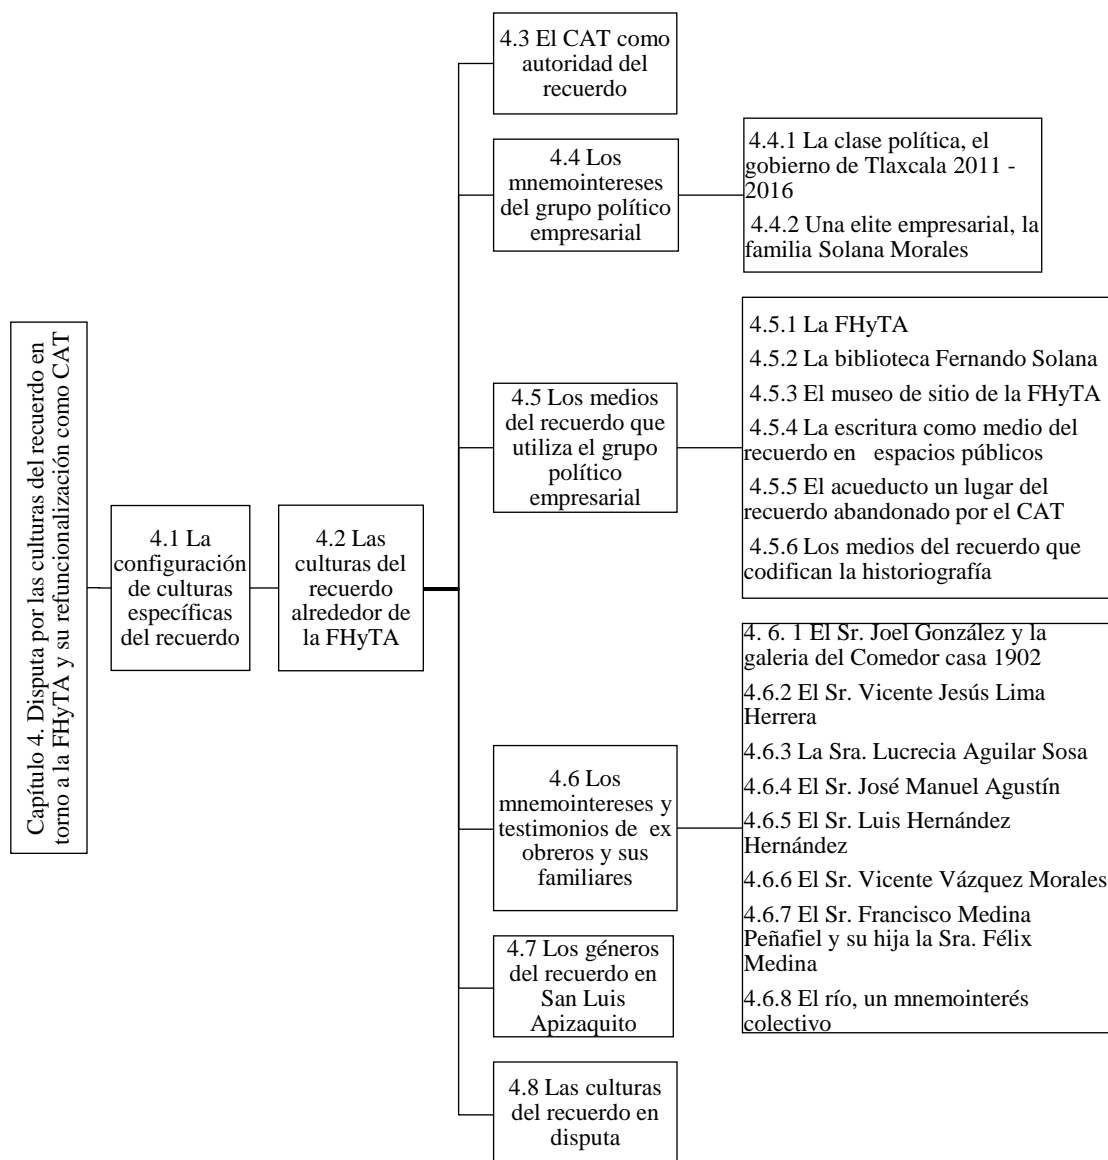 Capítulo 4. Disputa por las culturas del recuerdo en
torno a la FHyTA y su refuncionalización como CAT
4.1 La
configuración
de culturas
específicas
del recuerdo
4.2 Las
culturas del
recuerdo
alrededor de
la FHyTA
4.3 El CAT como
autoridad del
recuerdo
4.4 Los
mnemointereses
del grupo político
empresarial
4.4.1 La clase política, el
gobierno de Tlaxcala 2011 -
2016
4.4.2 Una elite empresarial, la
familia Solana Morales
4.5 Los medios
del recuerdo que
utiliza el grupo
político
empresarial
4.5.1 La FHyTA
4.5.2 La biblioteca Fernando Solana
4.5.3 El museo de sitio de la FHyTA
4.5.4 La escritura como medio del
recuerdo en espacios públicos
4.5.5 El acueducto un lugar del
recuerdo abandonado por el CAT
4.5.6 Los medios del recuerdo que
codifican la historiografía
4.6 Los
mnemointereses y
testimonios de ex
obreros y sus
familiares
4. 6. 1 El Sr. Joel González y la
galeria del Comedor casa 1902
4.6.2 El Sr. Vicente Jesús Lima
Herrera
4.6.3 La Sra. Lucrecia Aguilar Sosa
4.6.4 El Sr. José Manuel Agustín
4.6.5 El Sr. Luis Hernández
Hernández
4.6.6 El Sr. Vicente Vázquez Morales
4.6.7 El Sr. Francisco Medina
Peñafiel y su hija la Sra. Félix
Medina
4.6.8 El río, un mnemointerés
colectivo
4.7 Los géneros
del recuerdo en
San Luis
Apizaquito
4.8 Las culturas
del recuerdo en
disputa